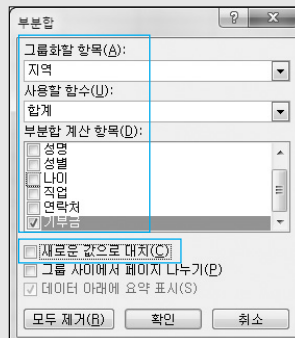 부분합
그룹화할 항목(A):
지역
사용할 함수(U):
합계
부분합 계산 항목(D):
성명
성별
나이
직업
연락처
기부금
새로운 값으로 대치(C)
그룹 사이에서 페이지 나누기(P)
데이터 아래에 요약 표시(S)
모두 제거(R) 확인 취소